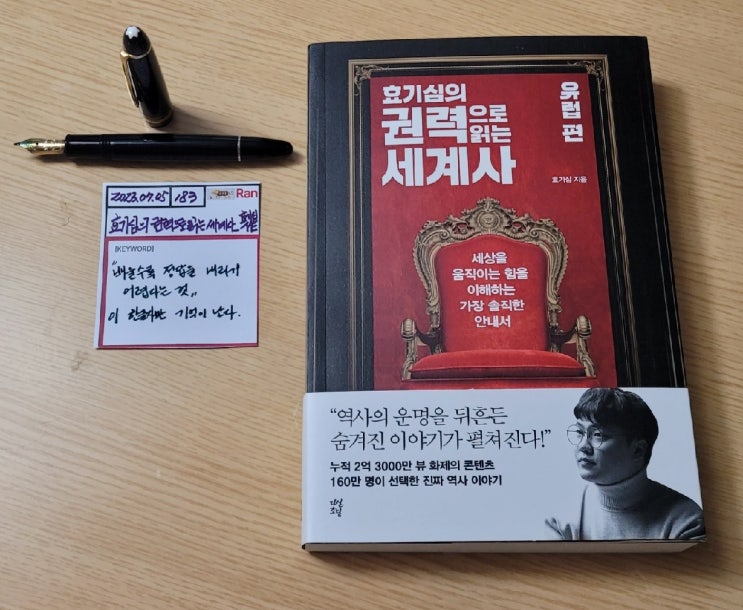 2023.07.05 183 Ran
효기심의 권력으로 읽는 세계사
[KEYWORD]
"배울수록 정답을 내리기
어렵다는 것"
이 한줄만 기억이 난다.
효기심의
권력으로
읽는
세계사
유럽 편
효기심 지음
세상을
움직이는 힘을
이해하는
가장 솔직한
안내서
"역사의 운명을 뒤흔든
숨겨진 이야기가 펼쳐진다!"
누적 2억 3000만 뷰 화제의 콘텐츠
160만 명이 선택한 진짜 역사 이야기
다산
초당